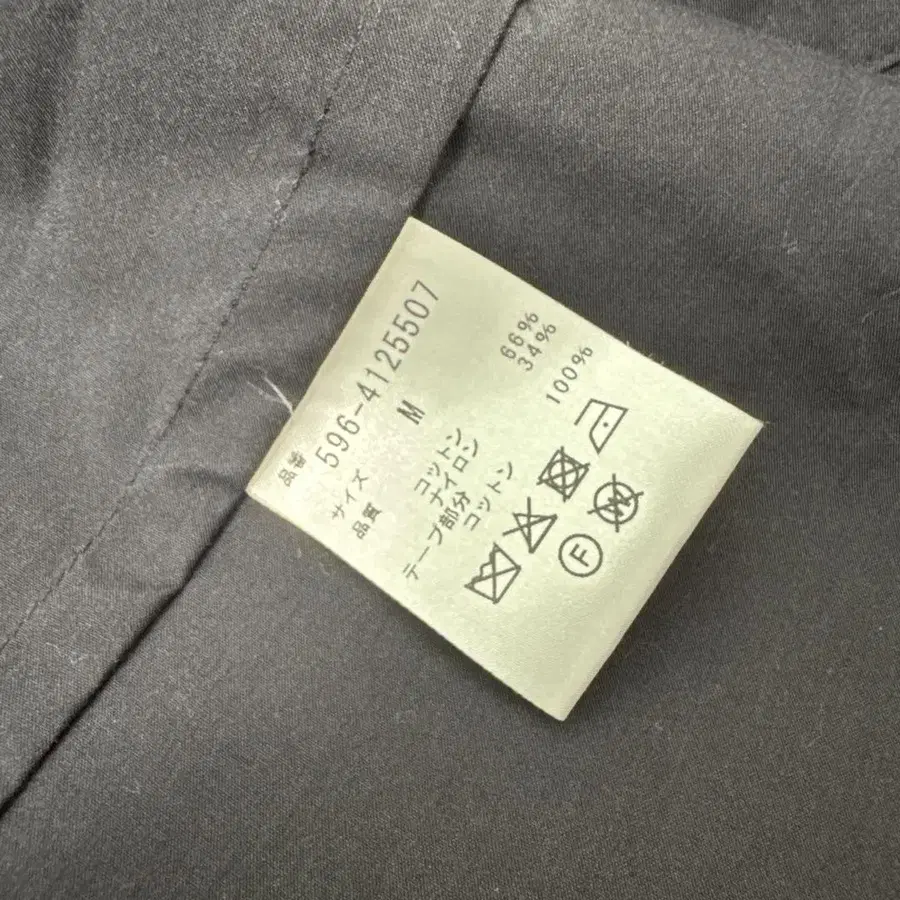 品番 596-4125507
サイズ M
品質
コットン 66%
ナイロン 34%
テープ部分
コットン 100%
F W